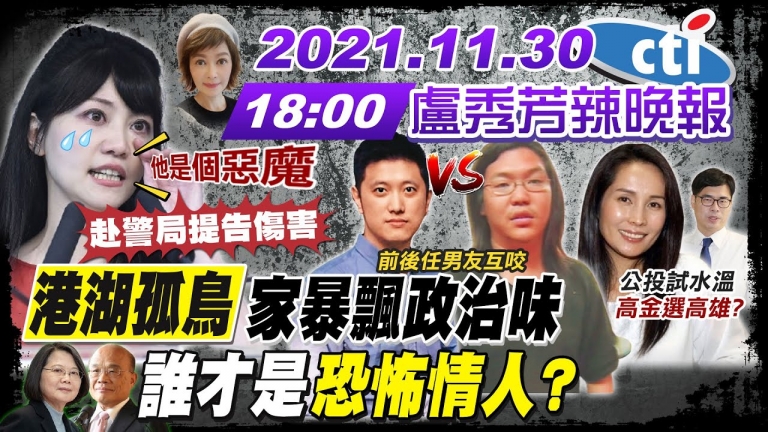 2021.11.30
cti
18:00 盧秀芳辣晚報
他是個惡魔
VS
赴警局提告傷害
前後任男友互咬
公投試水溫
高金選高雄?
港湖孤鳥 家暴飄政治味
誰才是恐怖情人?